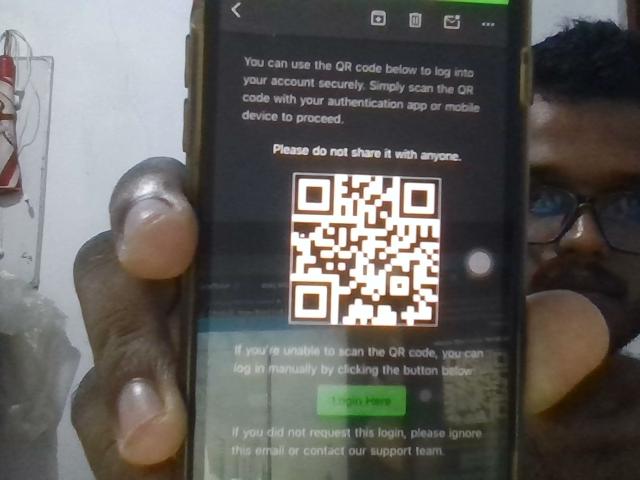 You can use the QR code below to log into
your account securely. Simply scan the QR
code with your authentication app or mobile
device to proceed.
Please do not share it with anyone.
If you're unable to scan the QR code, you can
log in manually by clicking the button below
Login Here
If you did not request this login, please ignore
this email or contact our support team.